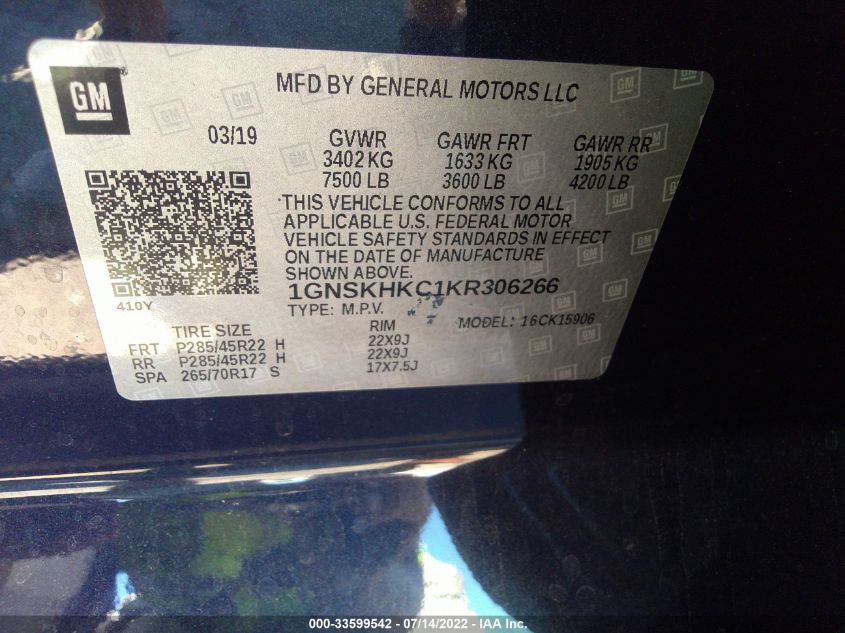 GM
MFD BY GENERAL MOTORS LLC
03/19 GVWR GAWR FRT GAWR RR
3402 KG 1633 KG 1905 KG
7500 LB 3600 LB 4200 LB
THIS VEHICLE CONFORMS TO ALL
APPLICABLE U.S. FEDERAL MOTOR
VEHICLE SAFETY STANDARDS IN EFFECT
ON THE DATE OF MANUFACTURE
SHOWN ABOVE.
1GNSKHKC1KR306266
410Y
TYPE: M.P.V. MODEL: 16CK15906
TIRE SIZE RIM
FRT P285/45R22 H 22X9J
RR P285/45R22 H 22X9J
SPA 265/70R17 S 17X7.5J
000-33599542 - 07/14/2022 - IAA Inc.